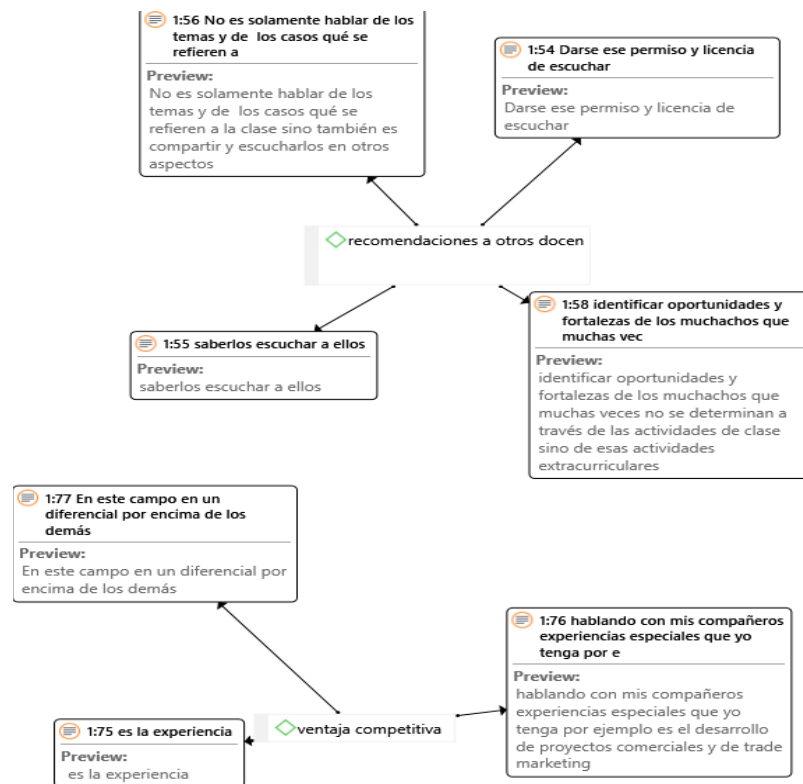 1:56 No es solamente hablar de los
temas y de  los casos qué se
refieren a
Preview:
No es solamente hablar de los
temas y de  los casos qué se
refieren a la clase sino también es
compartir y escucharlos en otros
aspectos
1:54 Darse ese permiso y licencia
de escuchar
Preview:
Darse ese permiso y licencia de
escuchar
recomendaciones a otros docen
1:55 saberlos escuchar a ellos
Preview:
saberlos escuchar a ellos
1:58 identificar oportunidades y
fortalezas de los muchachos que
muchas vec
Preview:
identificar oportunidades y
fortalezas de los muchachos que
muchas veces no se determinan a
través de las actividades de clase
sino de esas actividades
extracurriculares
1:77 En este campo en un
diferencial por encima de los
demás
Preview:
En este campo en un diferencial por
encima de los demás
1:76 hablando con mis compañeros
experiencias especiales que yo
tenga por e
Preview:
hablando con mis compañeros
experiencias especiales que yo
tenga por ejemplo es el desarrollo
de proyectos comerciales y de trade
marketing
ventaja competitiva
1:75 es la experiencia
Preview:
es la experiencia